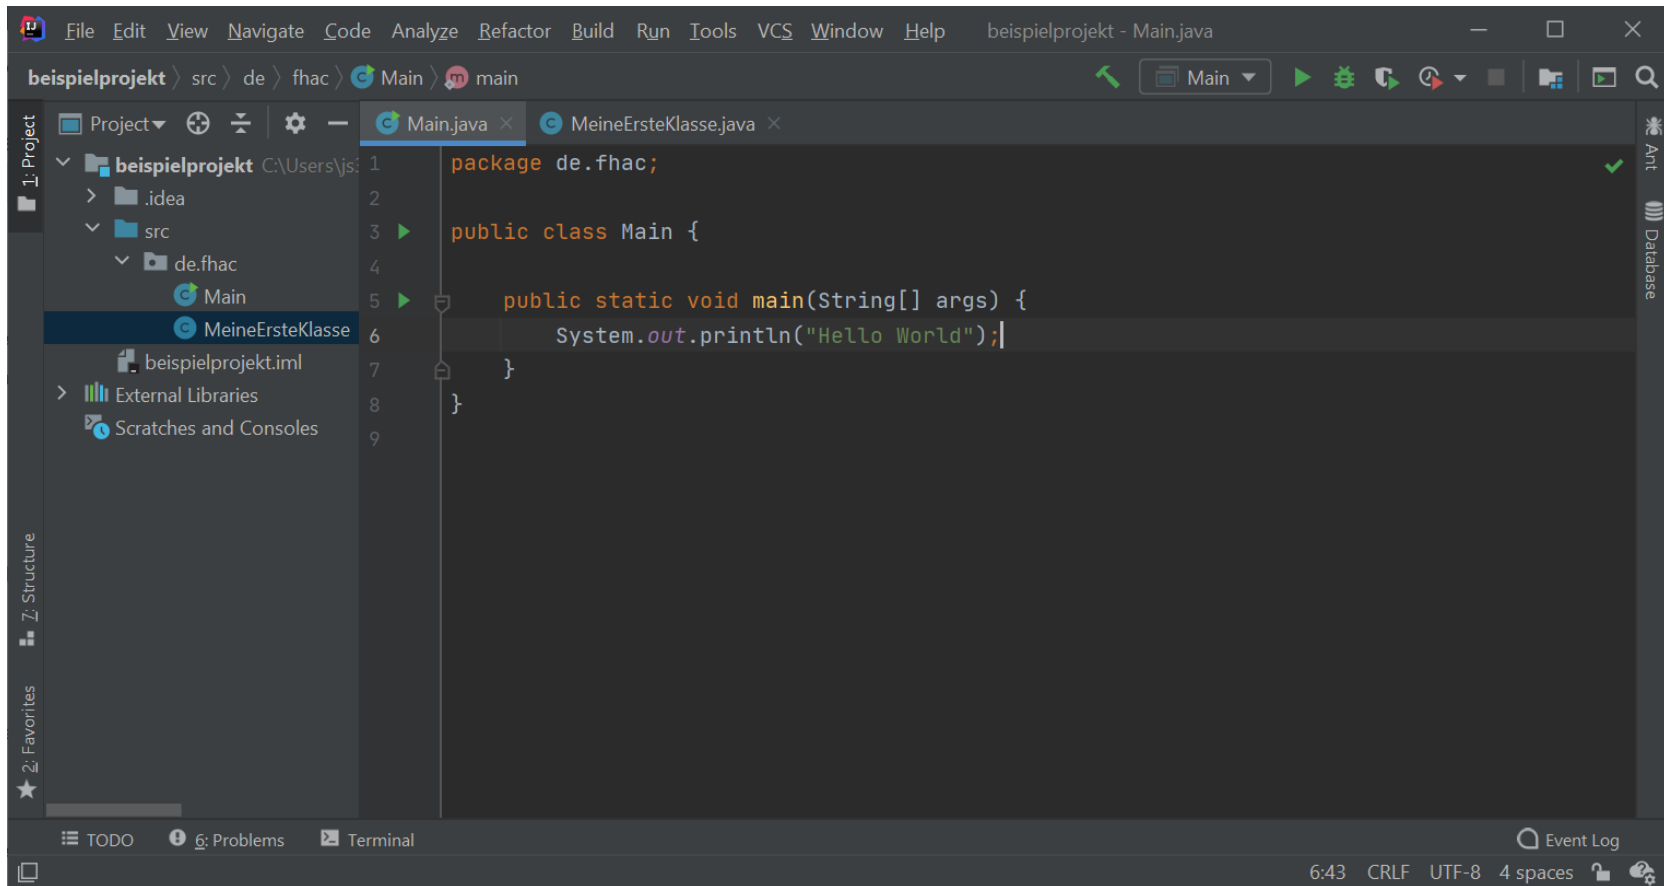 File Edit View Navigate Code Analyze Refactor Build Run Tools VCS Window Help beispielprojekt - Main.java
beispielprojekt src de fhac Main main
Main
1: Project
Project
beispielprojekt C:\Users\js
.idea
src
de.fhac
Main
MeineErsteKlasse
beispielprojekt.iml
External Libraries
Scratches and Consoles
7: Structure
2: Favorites
Main.java MeineErsteKlasse.java
1 package de.fhac;
2
3 public class Main {
4
5 public static void main(String[] args) {
6 System.out.println("Hello World");
7 }
8 }
9
Ant
Database
TODO 6: Problems Terminal Event Log
6:43 CRLF UTF-8 4 spaces